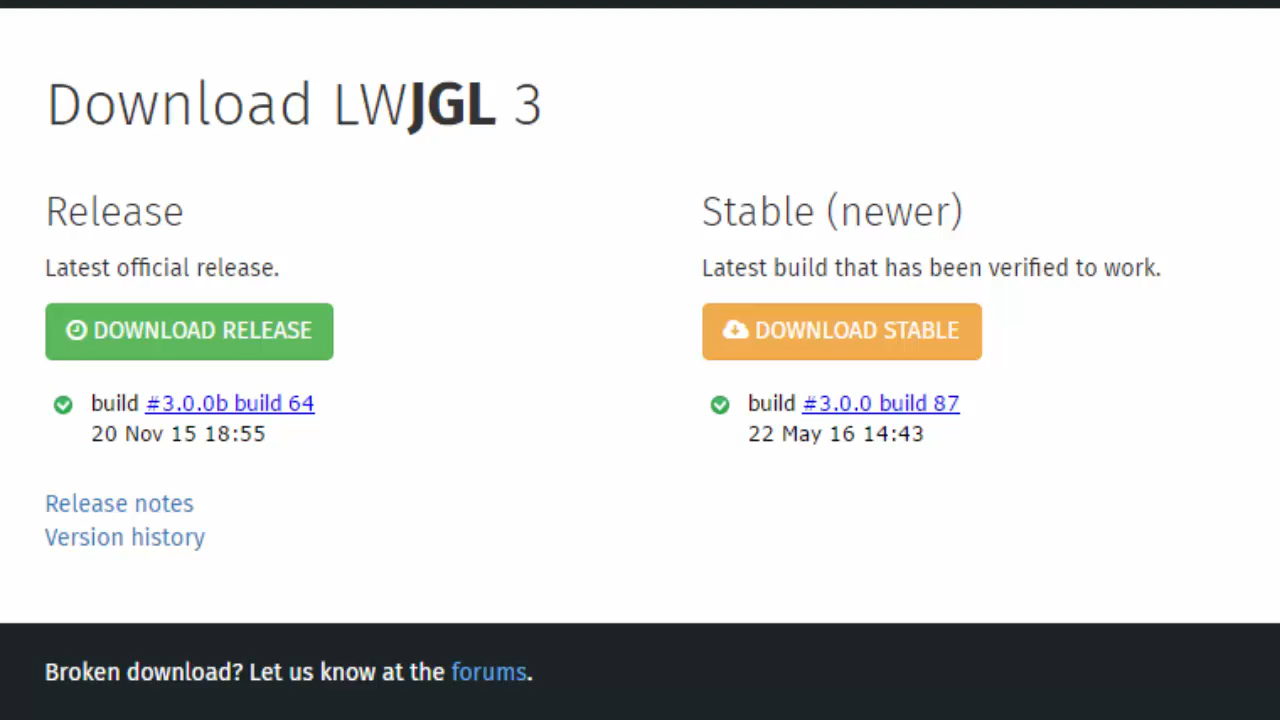 Download LWJGL 3
Release
Latest official release.
DOWNLOAD RELEASE
build #3.0.0b build 64
20 Nov 15 18:55
Release notes
Version history
Stable (newer)
Latest build that has been verified to work.
DOWNLOAD STABLE
build #3.0.0 build 87
22 May 16 14:43
Broken download? Let us know at the forums.